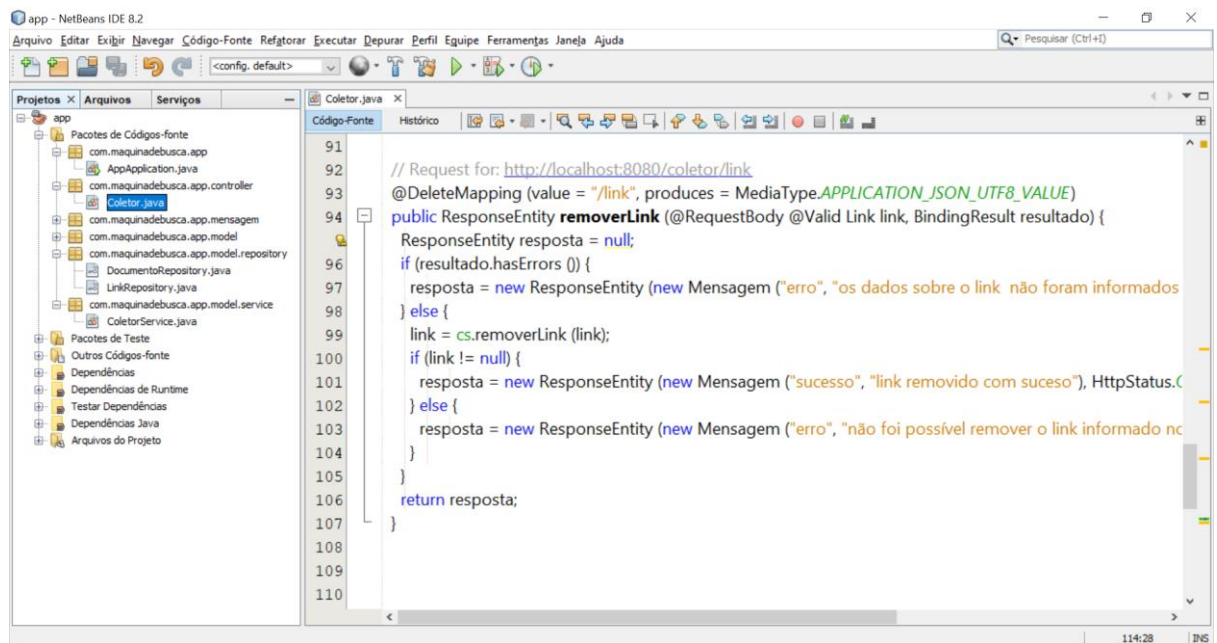 app - NetBeans IDE 8.2
Arquivo Editar Exibir Navegar Código-Fonte Refatorar Executar Depurar Perfil Equipe Ferramentas Janela Ajuda
Pesquisar (Ctrl+I)
<config. default>
Projetos Arquivos Serviços
Coletor.java
app
Pacotes de Códigos-fonte
com.maquinadebusca.app
AppApplication.java
com.maquinadebusca.app.controller
Coletor.java
com.maquinadebusca.app.mensagem
com.maquinadebusca.app.model
com.maquinadebusca.app.model.repository
DocumentoRepository.java
LinkRepository.java
com.maquinadebusca.app.model.service
ColetorService.java
Pacotes de Teste
Outros Códigos-fonte
Dependências
Dependências de Runtime
Testar Dependências
Dependências Java
Arquivos do Projeto
Código-Fonte Histórico
91
92 // Request for: http://localhost:8080/coletor/link
93 @DeleteMapping (value = "/link", produces = MediaType.APPLICATION_JSON_UTF8_VALUE)
94 public ResponseEntity removerLink (@RequestBody @Valid Link link, BindingResult resultado) {
ResponseEntity resposta = null;
96 if (resultado.hasErrors ()) {
97 resposta = new ResponseEntity (new Mensagem ("erro", "os dados sobre o link não foram informados
98 } else {
99 link = cs.removerLink (link);
100 if (link != null) {
101 resposta = new ResponseEntity (new Mensagem ("sucesso", "link removido com suceso"), HttpStatus.
102 } else {
103 resposta = new ResponseEntity (new Mensagem ("erro", "não foi possível remover o link informado
104 }
105 }
106 return resposta;
107 }
108
109
110
114:28 INS